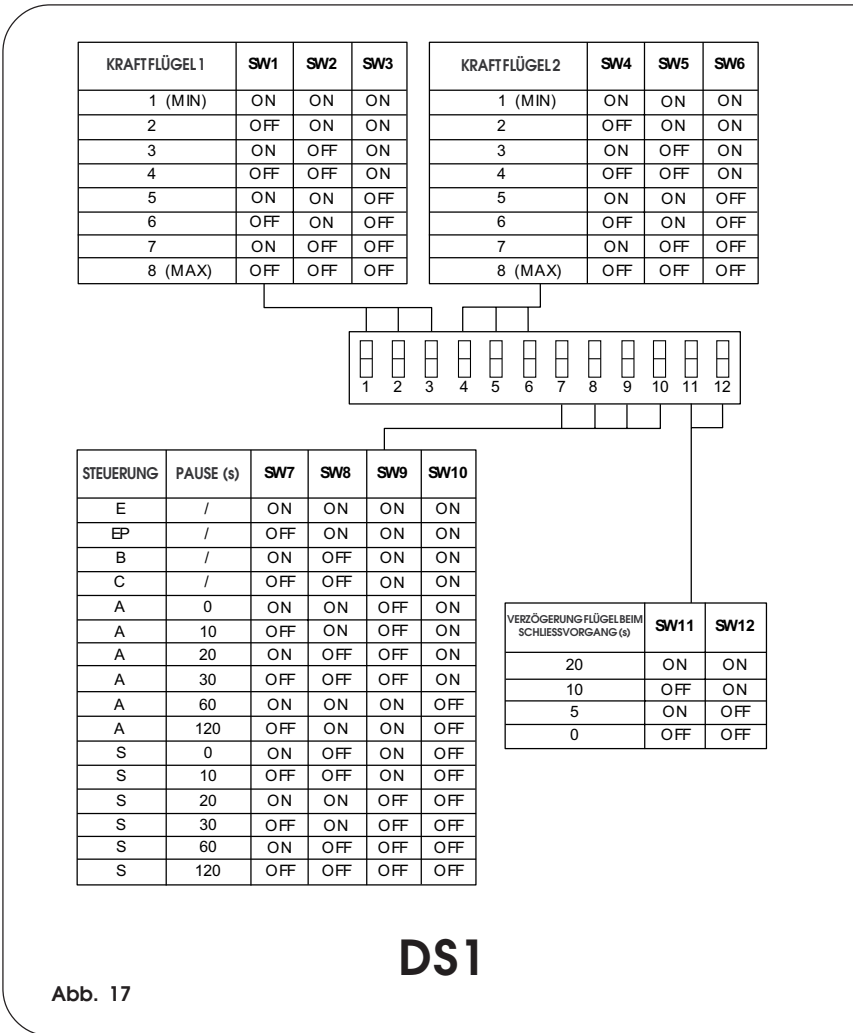 KRAFT FLÜGEL 1 SW1 SW2 SW3
1 (MIN) ON ON ON
2 OFF ON ON
3 ON OFF ON
4 OFF OFF ON
5 ON ON OFF
6 OFF ON OFF
7 ON OFF OFF
8 (MAX) OFF OFF OFF
KRAFT FLÜGEL 2 SW4 SW5 SW6
1 (MIN) ON ON ON
2 OFF ON ON
3 ON OFF ON
4 OFF OFF ON
5 ON ON OFF
6 OFF ON OFF
7 ON OFF OFF
8 (MAX) OFF OFF OFF
1 2 3 4 5 6 7 8 9 10 11 12
STEUERUNG PAUSE (s) SW7 SW8 SW9 SW10
E / ON ON ON ON
EP / OFF ON ON ON
B / ON OFF ON ON
C / OFF OFF ON ON
A 0 ON ON OFF ON
A 10 OFF ON OFF ON
A 20 ON OFF OFF ON
A 30 OFF OFF OFF ON
A 60 ON ON ON OFF
A 120 OFF ON ON OFF
S 0 ON OFF ON OFF
S 10 OFF OFF ON OFF
S 20 ON ON OFF OFF
S 30 OFF ON OFF OFF
S 60 ON OFF OFF OFF
S 120 OFF OFF OFF OFF
VERZÖGERUNG FLÜGEL BEIM
SCHLIESSVORGANG (s) SW11 SW12
20 ON ON
10 OFF ON
5 ON OFF
0 OFF OFF
DS1
Abb. 17